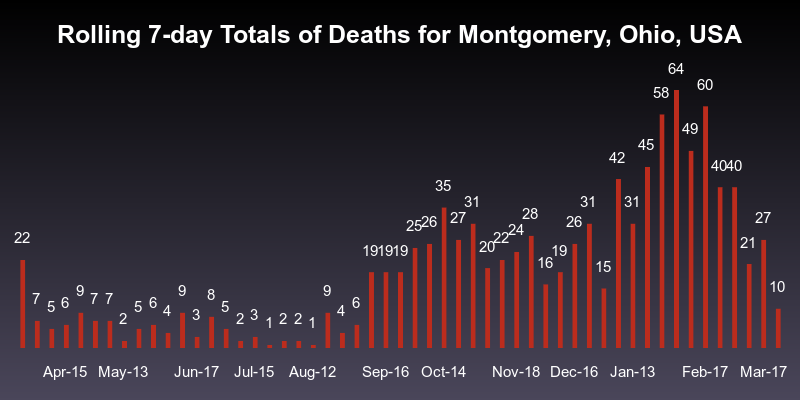 Rolling 7-day Totals of Deaths for Montgomery, Ohio, USA
22 7 5 6 9 7 7 2 5 6 4 9 3 8 5 2 3 1 2 2 1 9 4 6 19 19 19 25 26 35 27 31 20 22 24 28 16 19 26 31 15 42 31 45 58 64 49 60 40 40 21 27 10
Apr-15 May-13 Jun-17 Jul-15 Aug-12 Sep-16 Oct-14 Nov-18 Dec-16 Jan-13 Feb-17 Mar-17